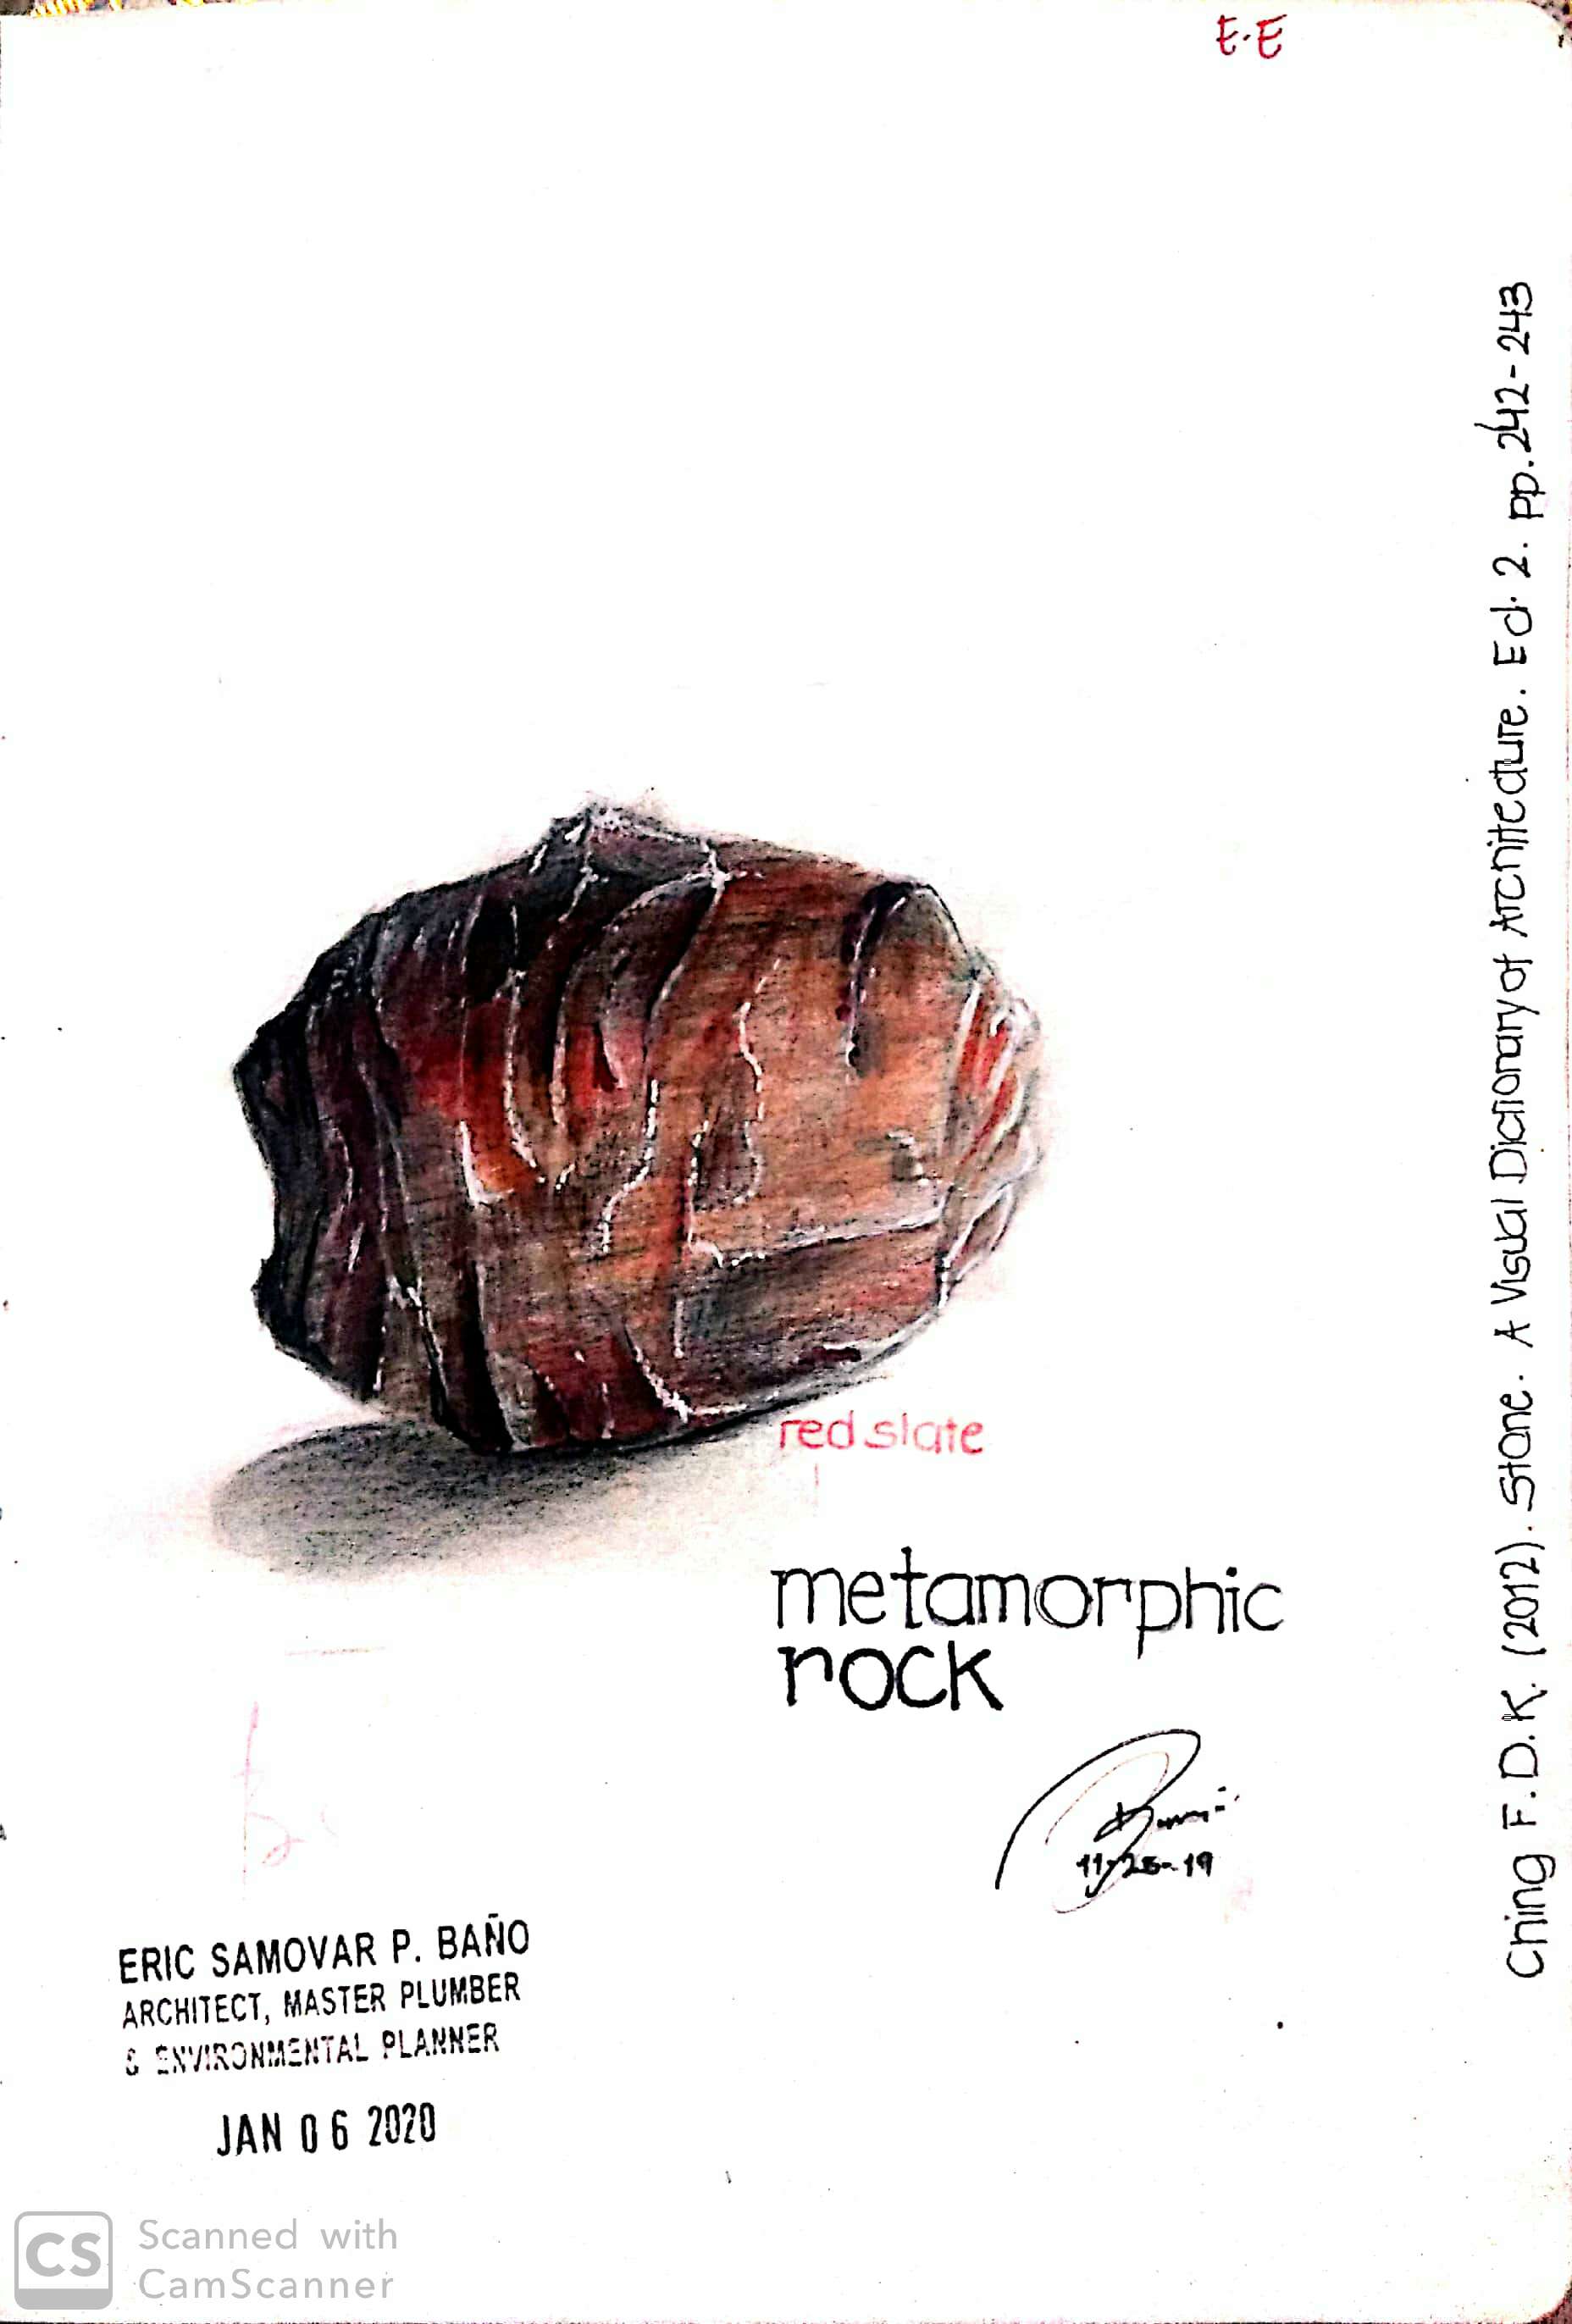 E.E
Ching F.D.K. (2012). Stone. A Visual Dictionary of Architecture. Ed. 2. pp. 242-243
red slate
metamorphic
rock
11-25-19
ERIC SAMOVAR P. BAÑO
ARCHITECT, MASTER PLUMBER
& ENVIRONMENTAL PLANNER
JAN 06 2020
CS
Scanned with
CamScanner